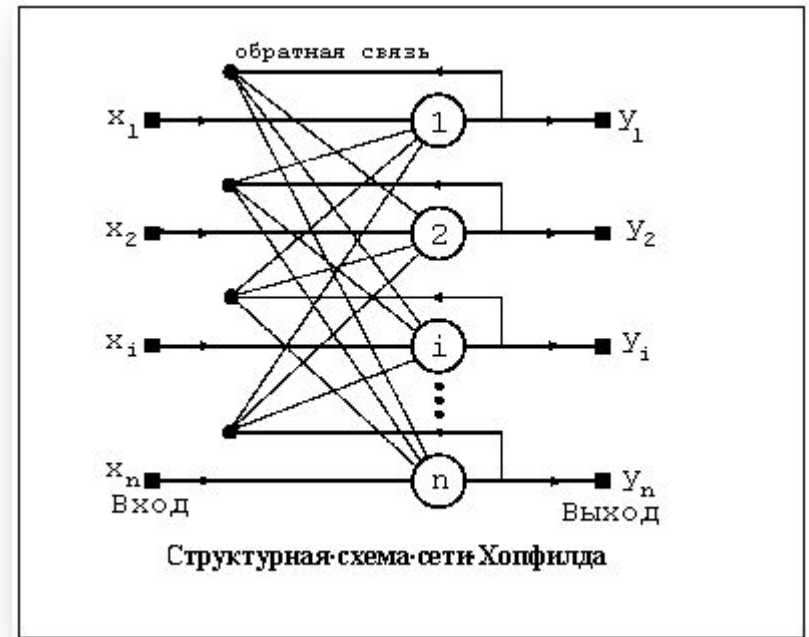 обратная связь
x1 1 y1
x2 2 y2
xi i yi
xn n yn
Вход Выход
Структурная·схема·сети·Хопфилда